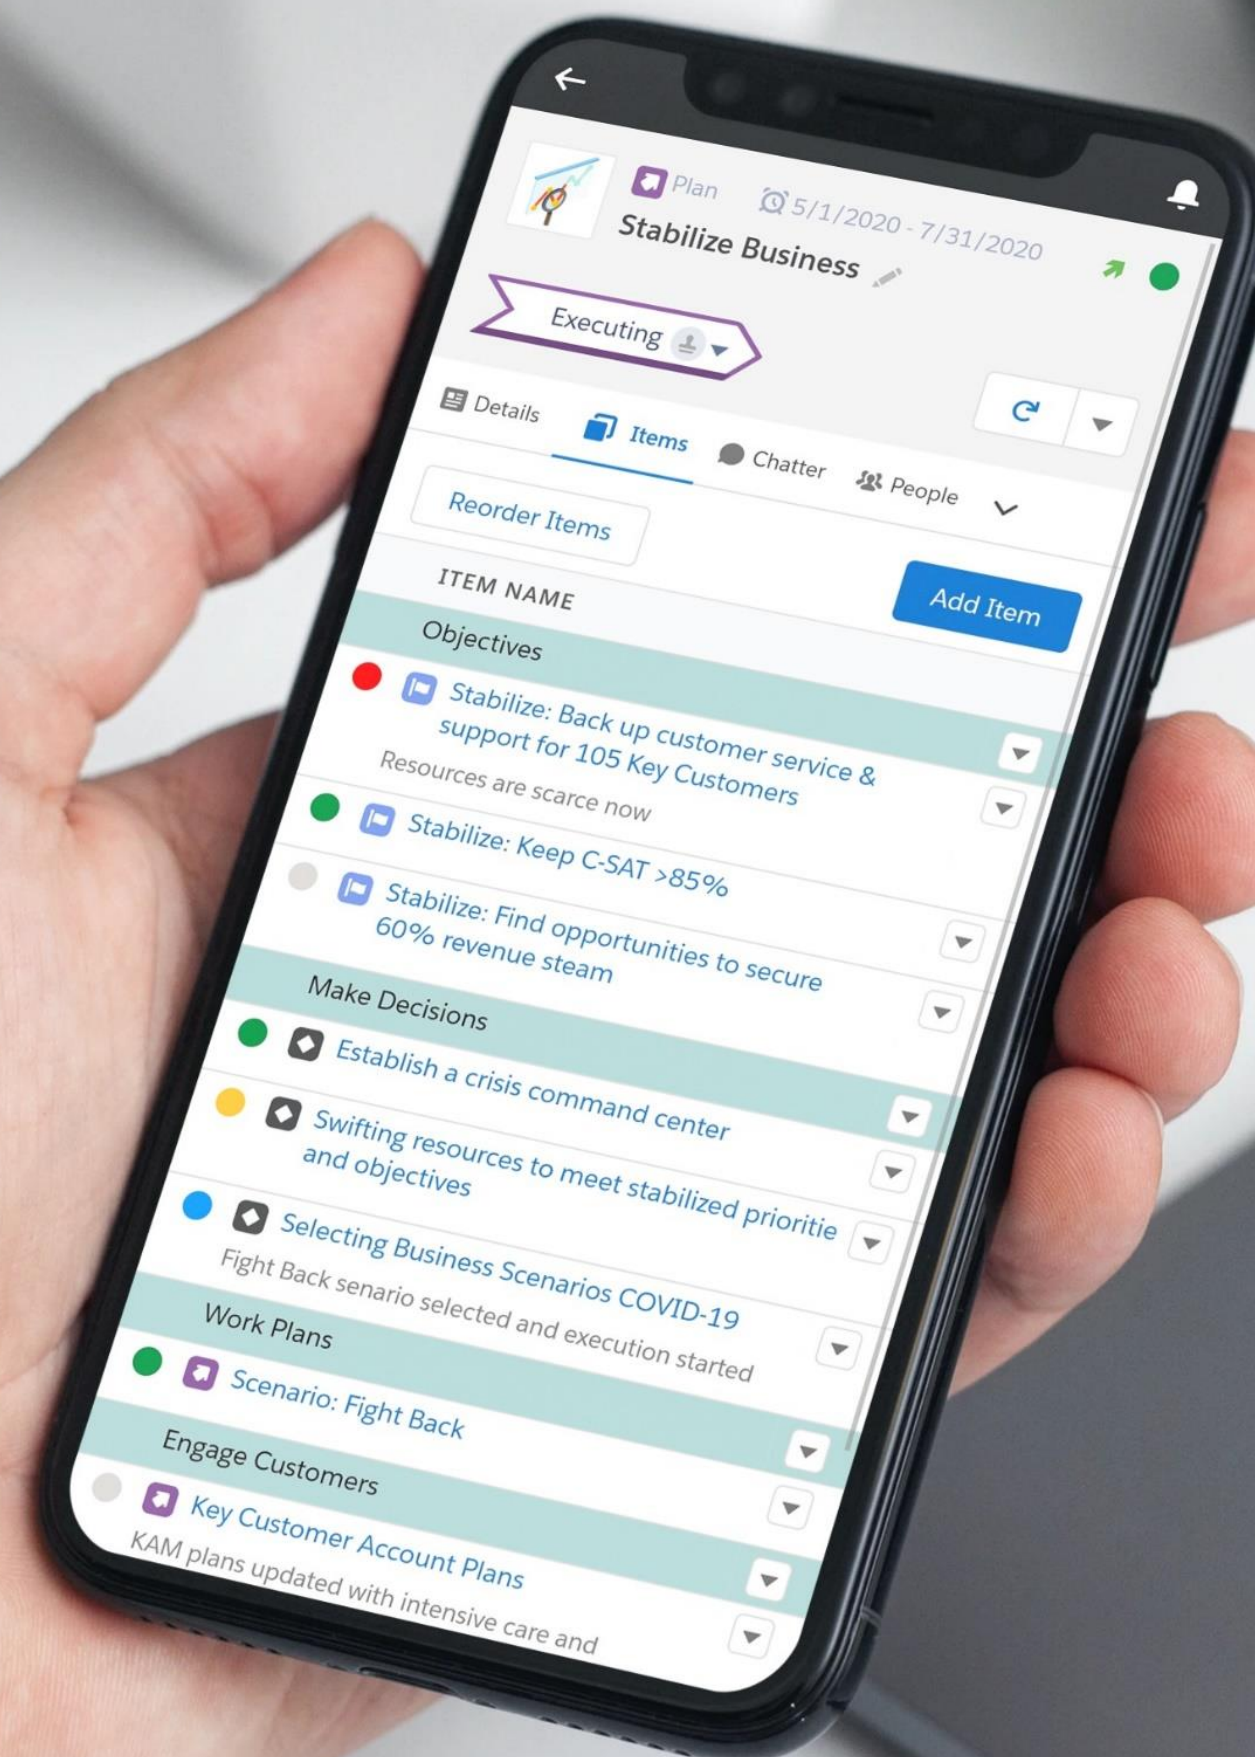 Plan 5/1/2020 - 7/31/2020
Stabilize Business
Executing
Details Items Chatter People
Reorder Items
Add Item
ITEM NAME
Objectives
Stabilize: Back up customer service &
support for 105 Key Customers
Resources are scarce now
Stabilize: Keep C-SAT >85%
Stabilize: Find opportunities to secure
60% revenue steam
Make Decisions
Establish a crisis command center
Swifting resources to meet stabilized prioritie
and objectives
Selecting Business Scenarios COVID-19
Fight Back senario selected and execution started
Work Plans
Scenario: Fight Back
Engage Customers
Key Customer Account Plans
KAM plans updated with intensive care and